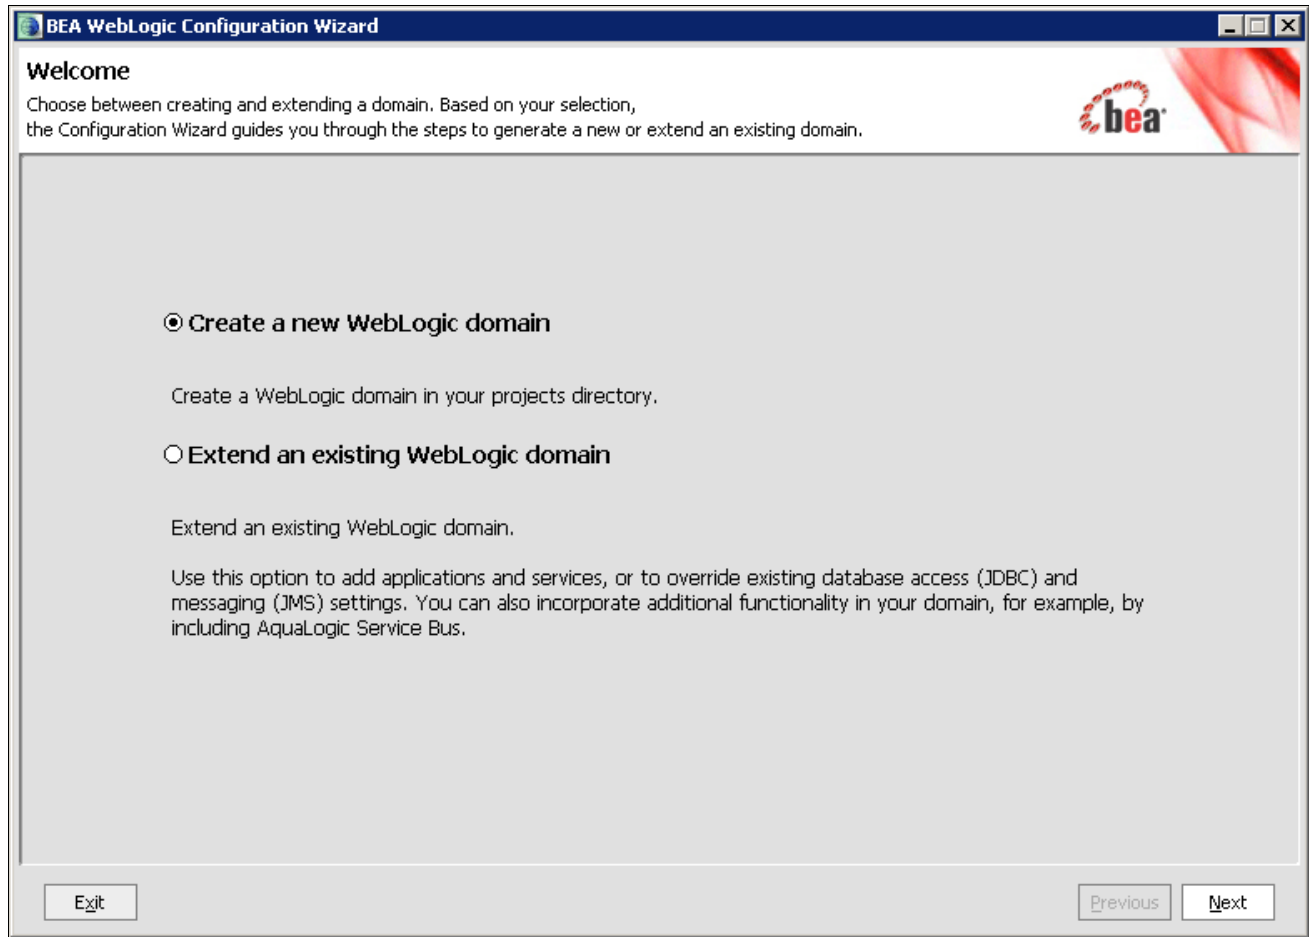 BEA WebLogic Configuration Wizard
Welcome
Choose between creating and extending a domain. Based on your selection,
the Configuration Wizard guides you through the steps to generate a new or extend an existing domain.
bea
Create a new WebLogic domain
Create a WebLogic domain in your projects directory.
Extend an existing WebLogic domain
Extend an existing WebLogic domain.
Use this option to add applications and services, or to override existing database access (JDBC) and
messaging (JMS) settings. You can also incorporate additional functionality in your domain, for example, by
including AquaLogic Service Bus.
Exit
Previous
Next